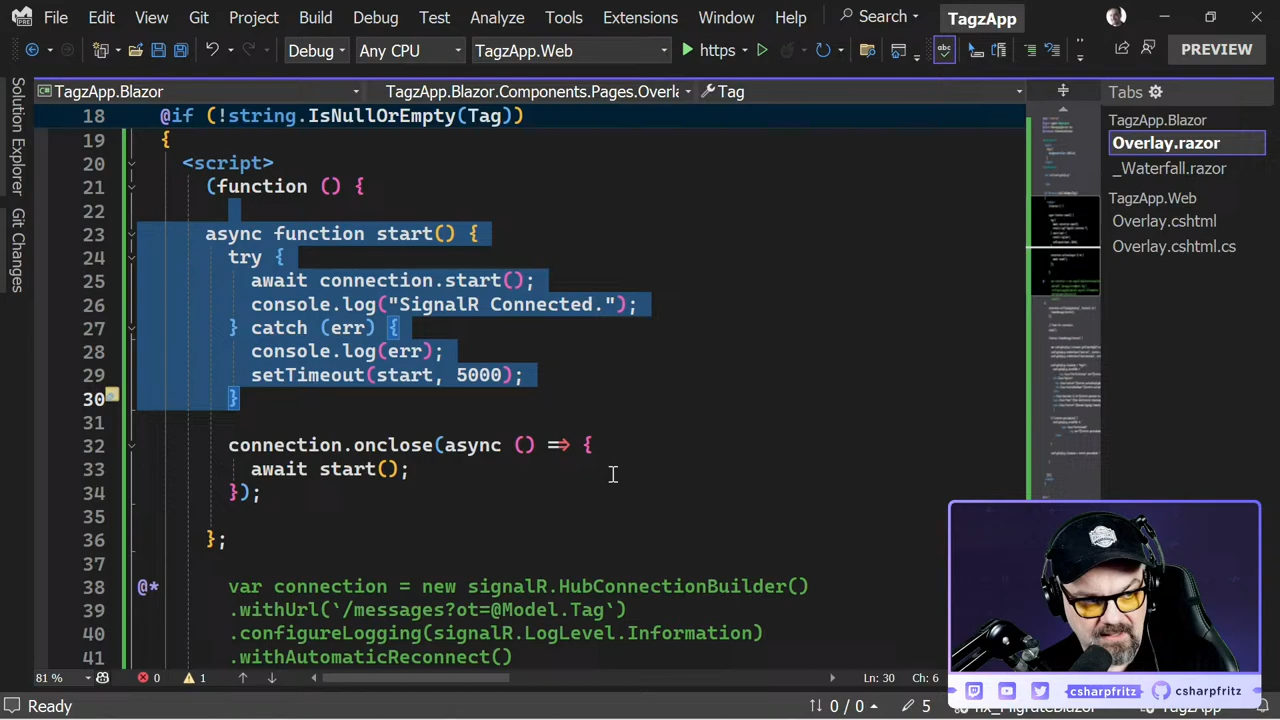 File Edit View Git Project Build Debug Test Analyze Tools Extensions Window Help Search TagzApp
Debug Any CPU TagzApp.Web https PREVIEW
TagzApp.Blazor TagzApp.Blazor.Components.Pages.Overla Tag
Tabs
TagzApp.Blazor
Overlay.razor
_Waterfall.razor
TagzApp.Web
Overlay.cshtml
Overlay.cshtml.cs
Solution Explorer
Git Changes
18 @if (!string.IsNullOrEmpty(Tag))
19 {
20 <script>
21 (function () {
22
23 async function start() {
24 try {
25 await connection.start();
26 console.log("SignalR Connected.");
27 } catch (err) {
28 console.log(err);
29 setTimeout(start, 5000);
30 }
31
32 connection.onclose(async () => {
33 await start();
34 });
35
36 };
37
38 @* var connection = new signalR.HubConnectionBuilder()
39 .withUrl(`/messages?ot=@Model.Tag`)
40 .configureLogging(signalR.LogLevel.Information)
41 .withAutomaticReconnect()
81 % 0 1 Ln: 30 Ch: 6
csharpfritz csharpfritz
Ready 0 / 0 5 TagzApp